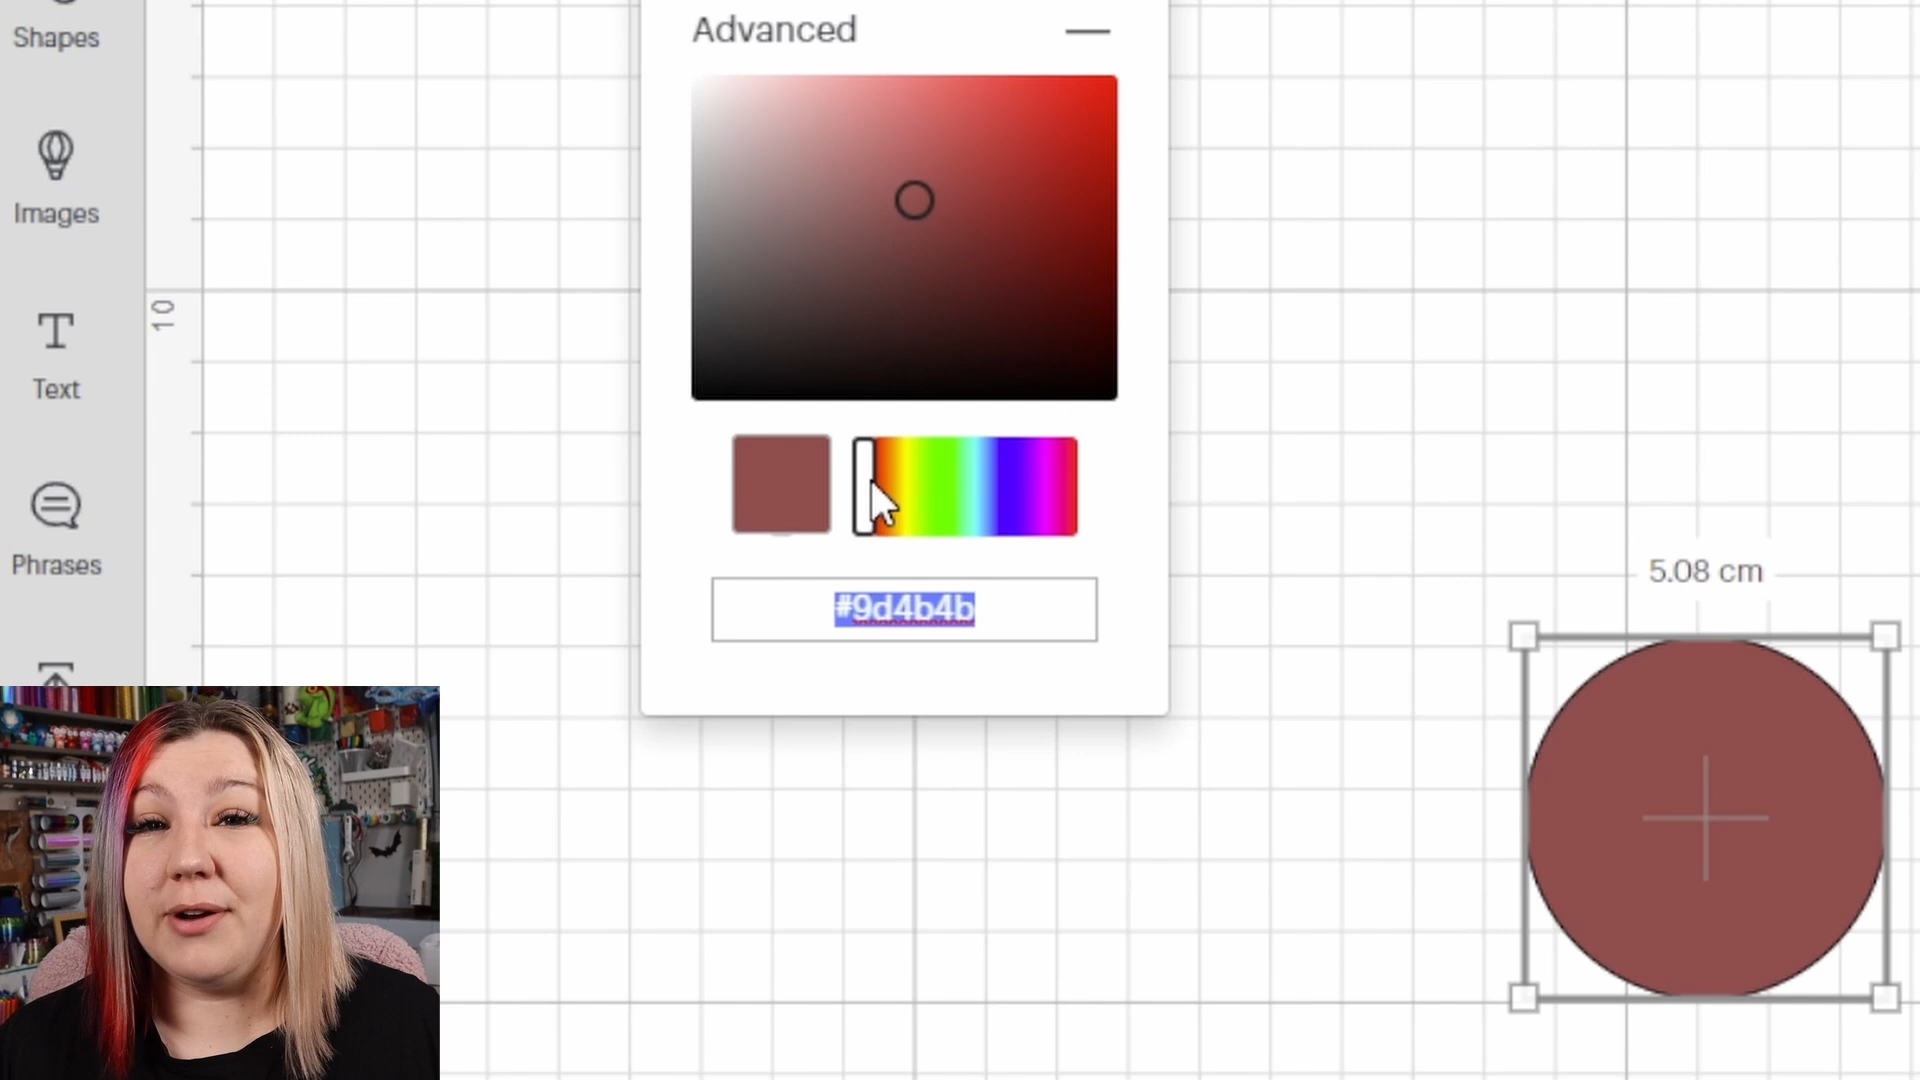 Shapes
Images
Text
Phrases
10
Advanced
#9d4b4b
5.08 cm